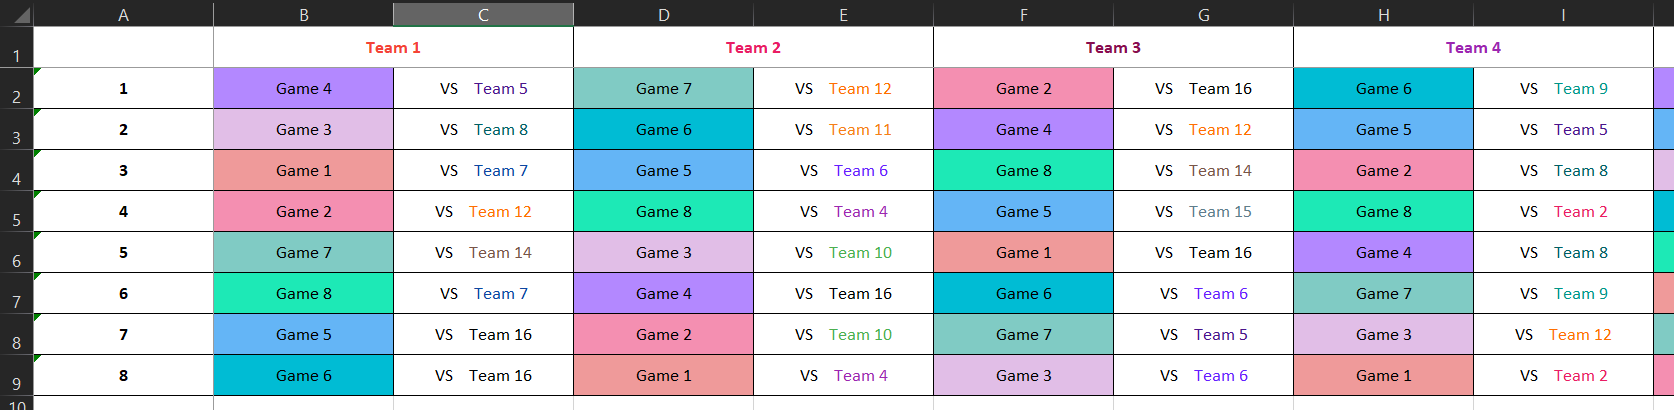 A B C D E F G H I
1 Team 1 Team 2 Team 3 Team 4
2 1 Game 4 VS Team 5 Game 7 VS Team 12 Game 2 VS Team 16 Game 6 VS Team 9
3 2 Game 3 VS Team 8 Game 6 VS Team 11 Game 4 VS Team 12 Game 5 VS Team 5
4 3 Game 1 VS Team 7 Game 5 VS Team 6 Game 8 VS Team 14 Game 2 VS Team 8
5 4 Game 2 VS Team 12 Game 8 VS Team 4 Game 5 VS Team 15 Game 8 VS Team 2
6 5 Game 7 VS Team 14 Game 3 VS Team 10 Game 1 VS Team 16 Game 4 VS Team 8
7 6 Game 8 VS Team 7 Game 4 VS Team 16 Game 6 VS Team 6 Game 7 VS Team 9
8 7 Game 5 VS Team 16 Game 2 VS Team 10 Game 7 VS Team 5 Game 3 VS Team 12
9 8 Game 6 VS Team 16 Game 1 VS Team 4 Game 3 VS Team 6 Game 1 VS Team 2
10